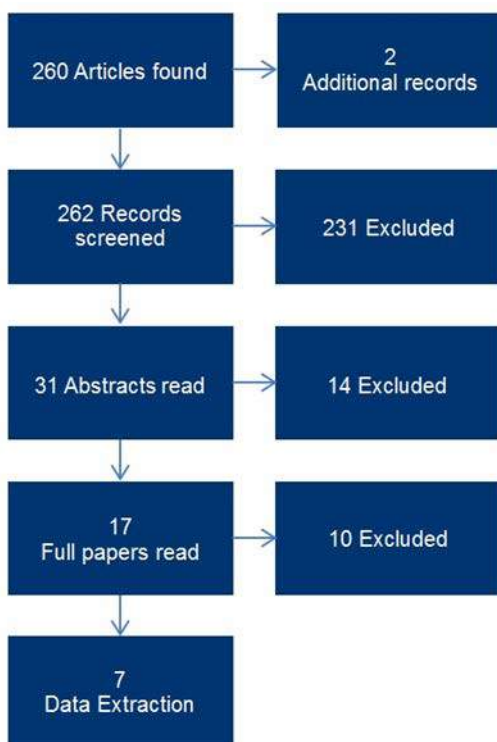 260 Articles found
2
Additional records
262 Records
screened
231 Excluded
31 Abstracts read
14 Excluded
17
Full papers read
10 Excluded
7
Data Extraction